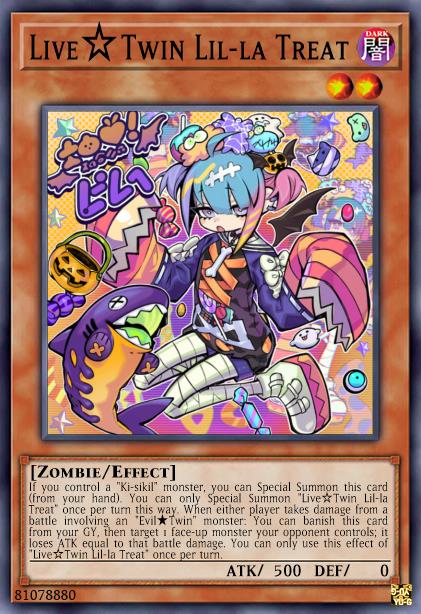 Live☆Twin Lil-la Treat
DARK
闇
ビレへ
[Zombie/Effect]
If you control a "Ki-sikil" monster, you can Special Summon this card
(from your hand). You can only Special Summon "Live☆Twin Lil-la
Treat" once per turn this way. When either player takes damage from a
battle involving an "Evil★Twin" monster: You can banish this card
from your GY, then target 1 face-up monster your opponent controls; it
loses ATK equal to that battle damage. You can only use this effect of
"Live☆Twin Lil-la Treat" once per turn.
ATK/ 500 DEF/ 0
81078880